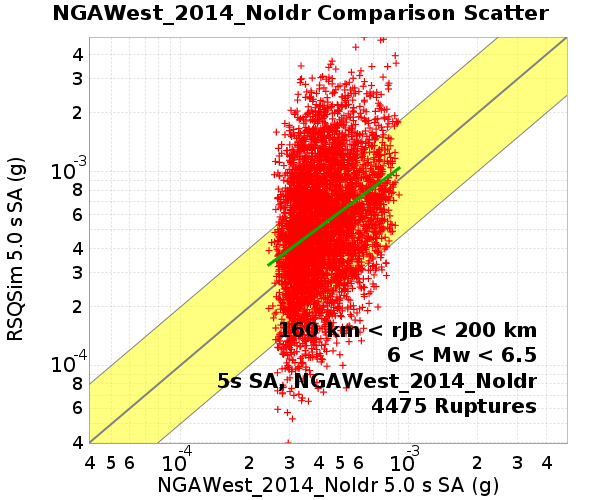 NGAWest_2014_NoIdr Comparison Scatter
RSQSim 5.0 s SA (g)
4
3
2
10-3
8
6
4
3
2
10-4
8
6
4
160 km < rJB < 200 km
6 < Mw < 6.5
5s SA, NGAWest_2014_NoIdr
4475 Ruptures
4 5 6 10-4 2 3 4 5 6 10-3 2 3 4
NGAWest_2014_NoIdr 5.0 s SA (g)